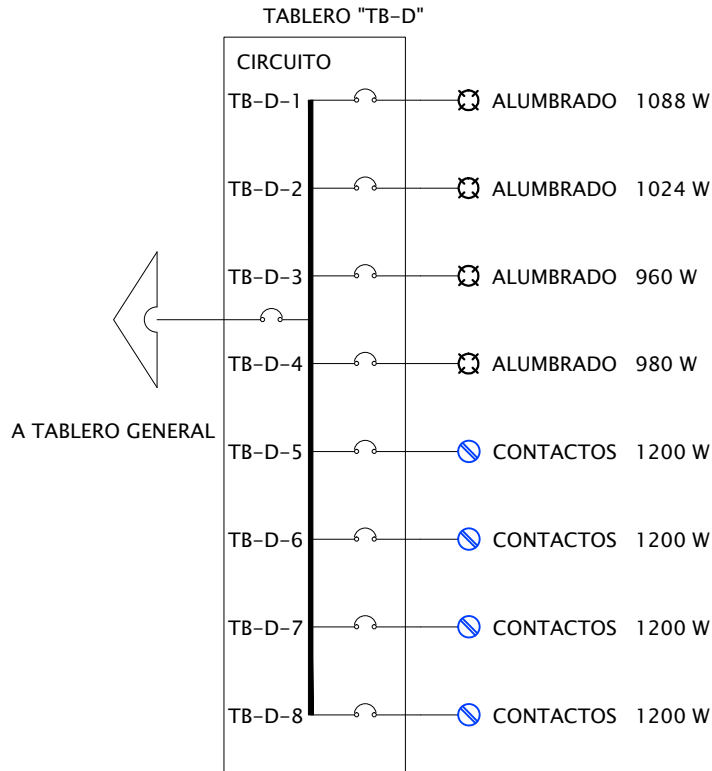 TABLERO "TB-D"
CIRCUITO
TB-D-1 ALUMBRADO 1088 W
TB-D-2 ALUMBRADO 1024 W
TB-D-3 ALUMBRADO 960 W
TB-D-4 ALUMBRADO 980 W
A TABLERO GENERAL
TB-D-5 CONTACTOS 1200 W
TB-D-6 CONTACTOS 1200 W
TB-D-7 CONTACTOS 1200 W
TB-D-8 CONTACTOS 1200 W